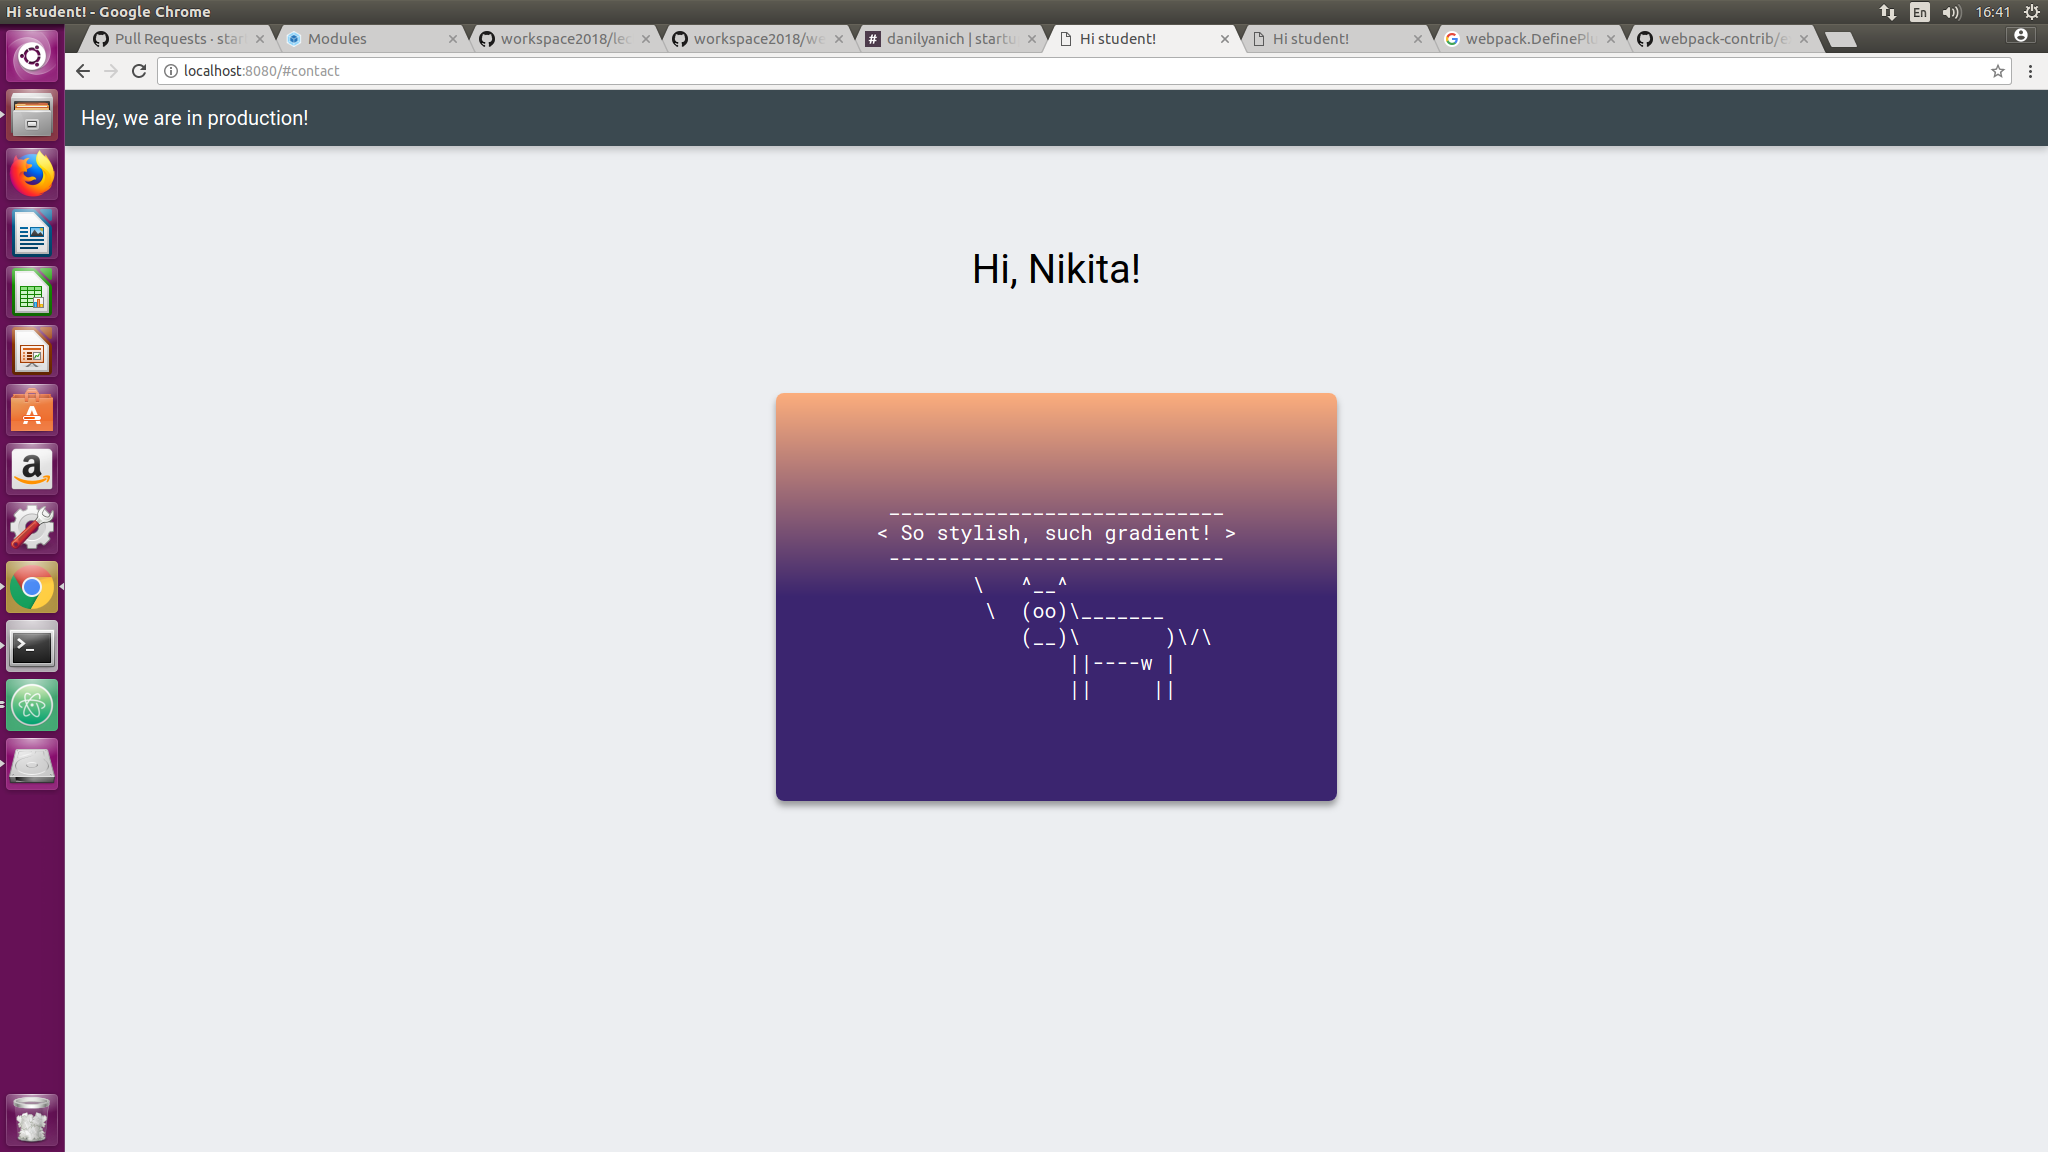 Hi student! - Google Chrome
En
16:41
Pull Requests · star
Modules
workspace2018/lec
workspace2018/we
danilyanich | startu
Hi student!
Hi student!
webpack.DefinePlu
webpack-contrib/e
localhost:8080/#contact
Hey, we are in production!
Hi, Nikita!
____________________________
< So stylish, such gradient! >
----------------------------
\   ^__^
 \  (oo)\_______
    (__)\       )\/\
        ||----w |
        ||     ||